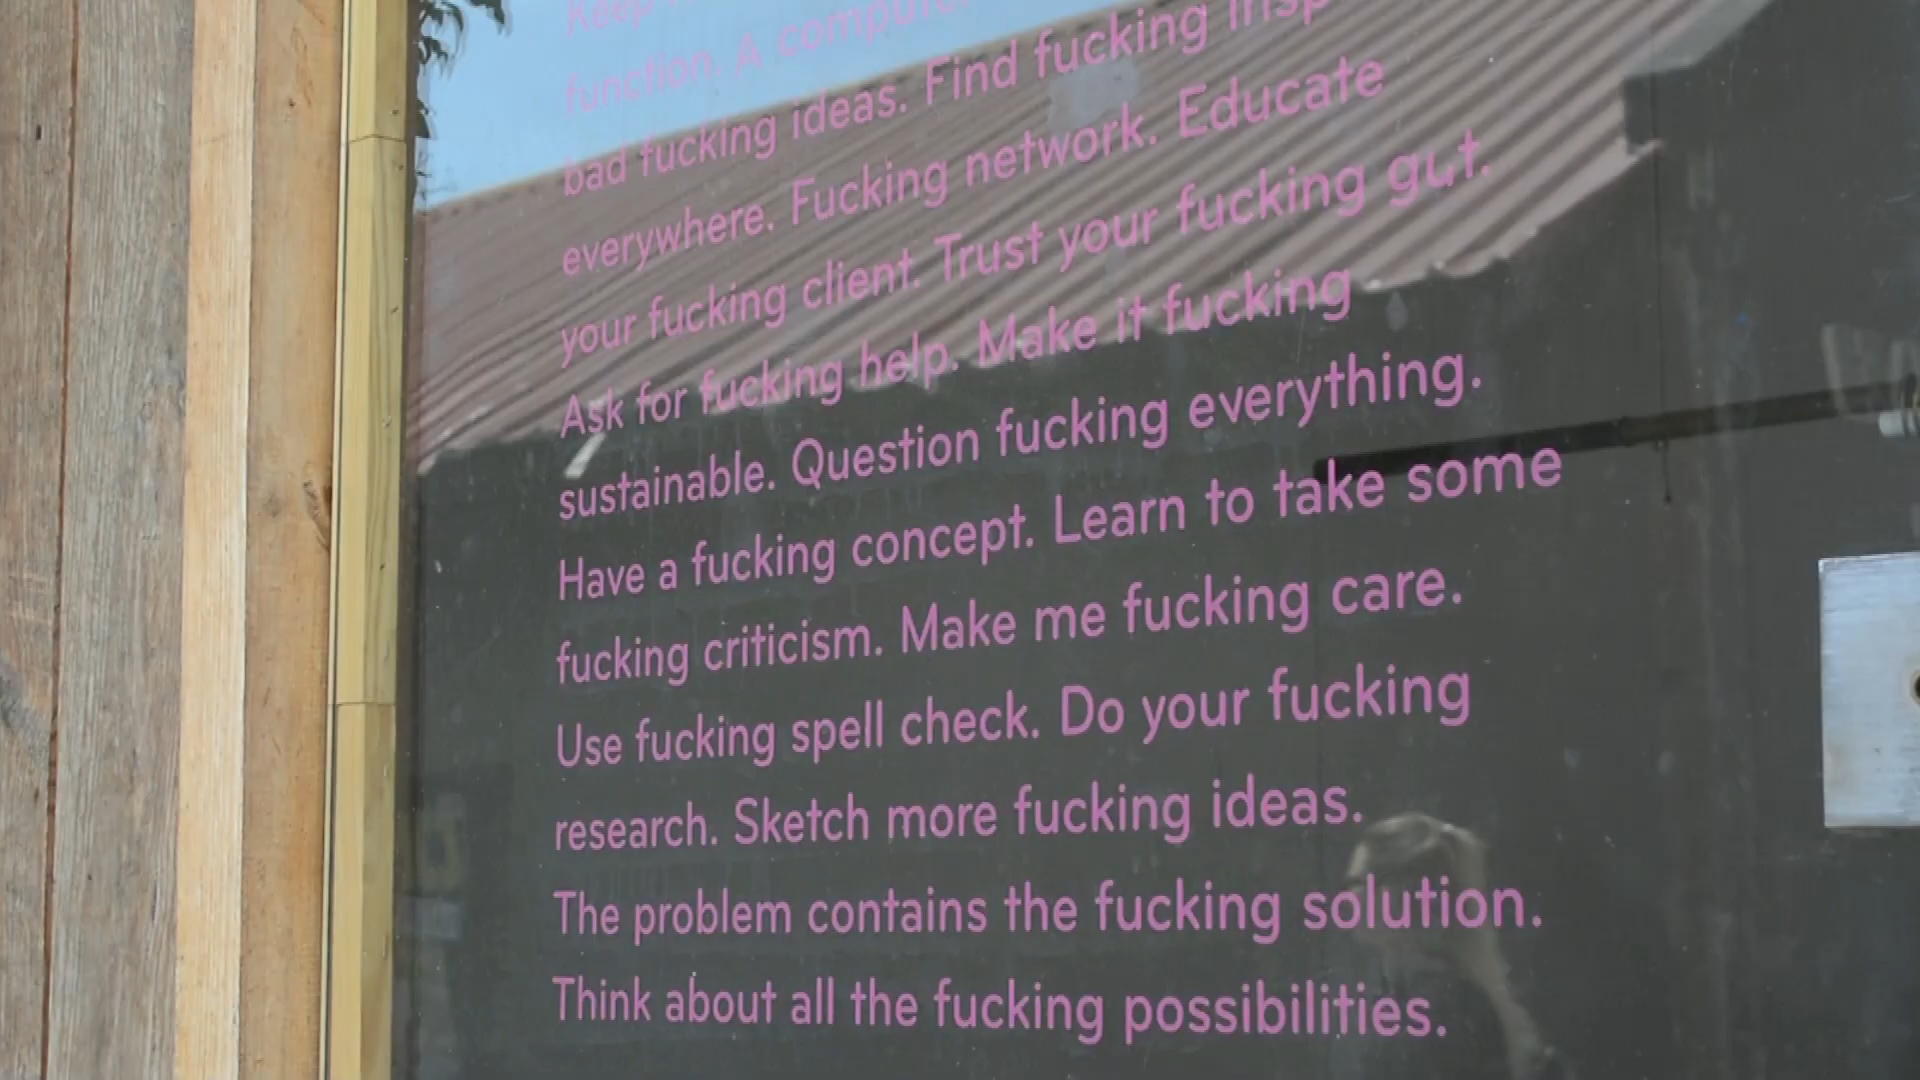 Keep
function. A compute
bad fucking ideas. Find fucking insp
everywhere. Fucking network. Educate
your fucking client. Trust your fucking gut.
Ask for fucking help. Make it fucking
sustainable. Question fucking everything.
Have a fucking concept. Learn to take some
fucking criticism. Make me fucking care.
Use fucking spell check. Do your fucking
research. Sketch more fucking ideas.
The problem contains the fucking solution.
Think about all the fucking possibilities.